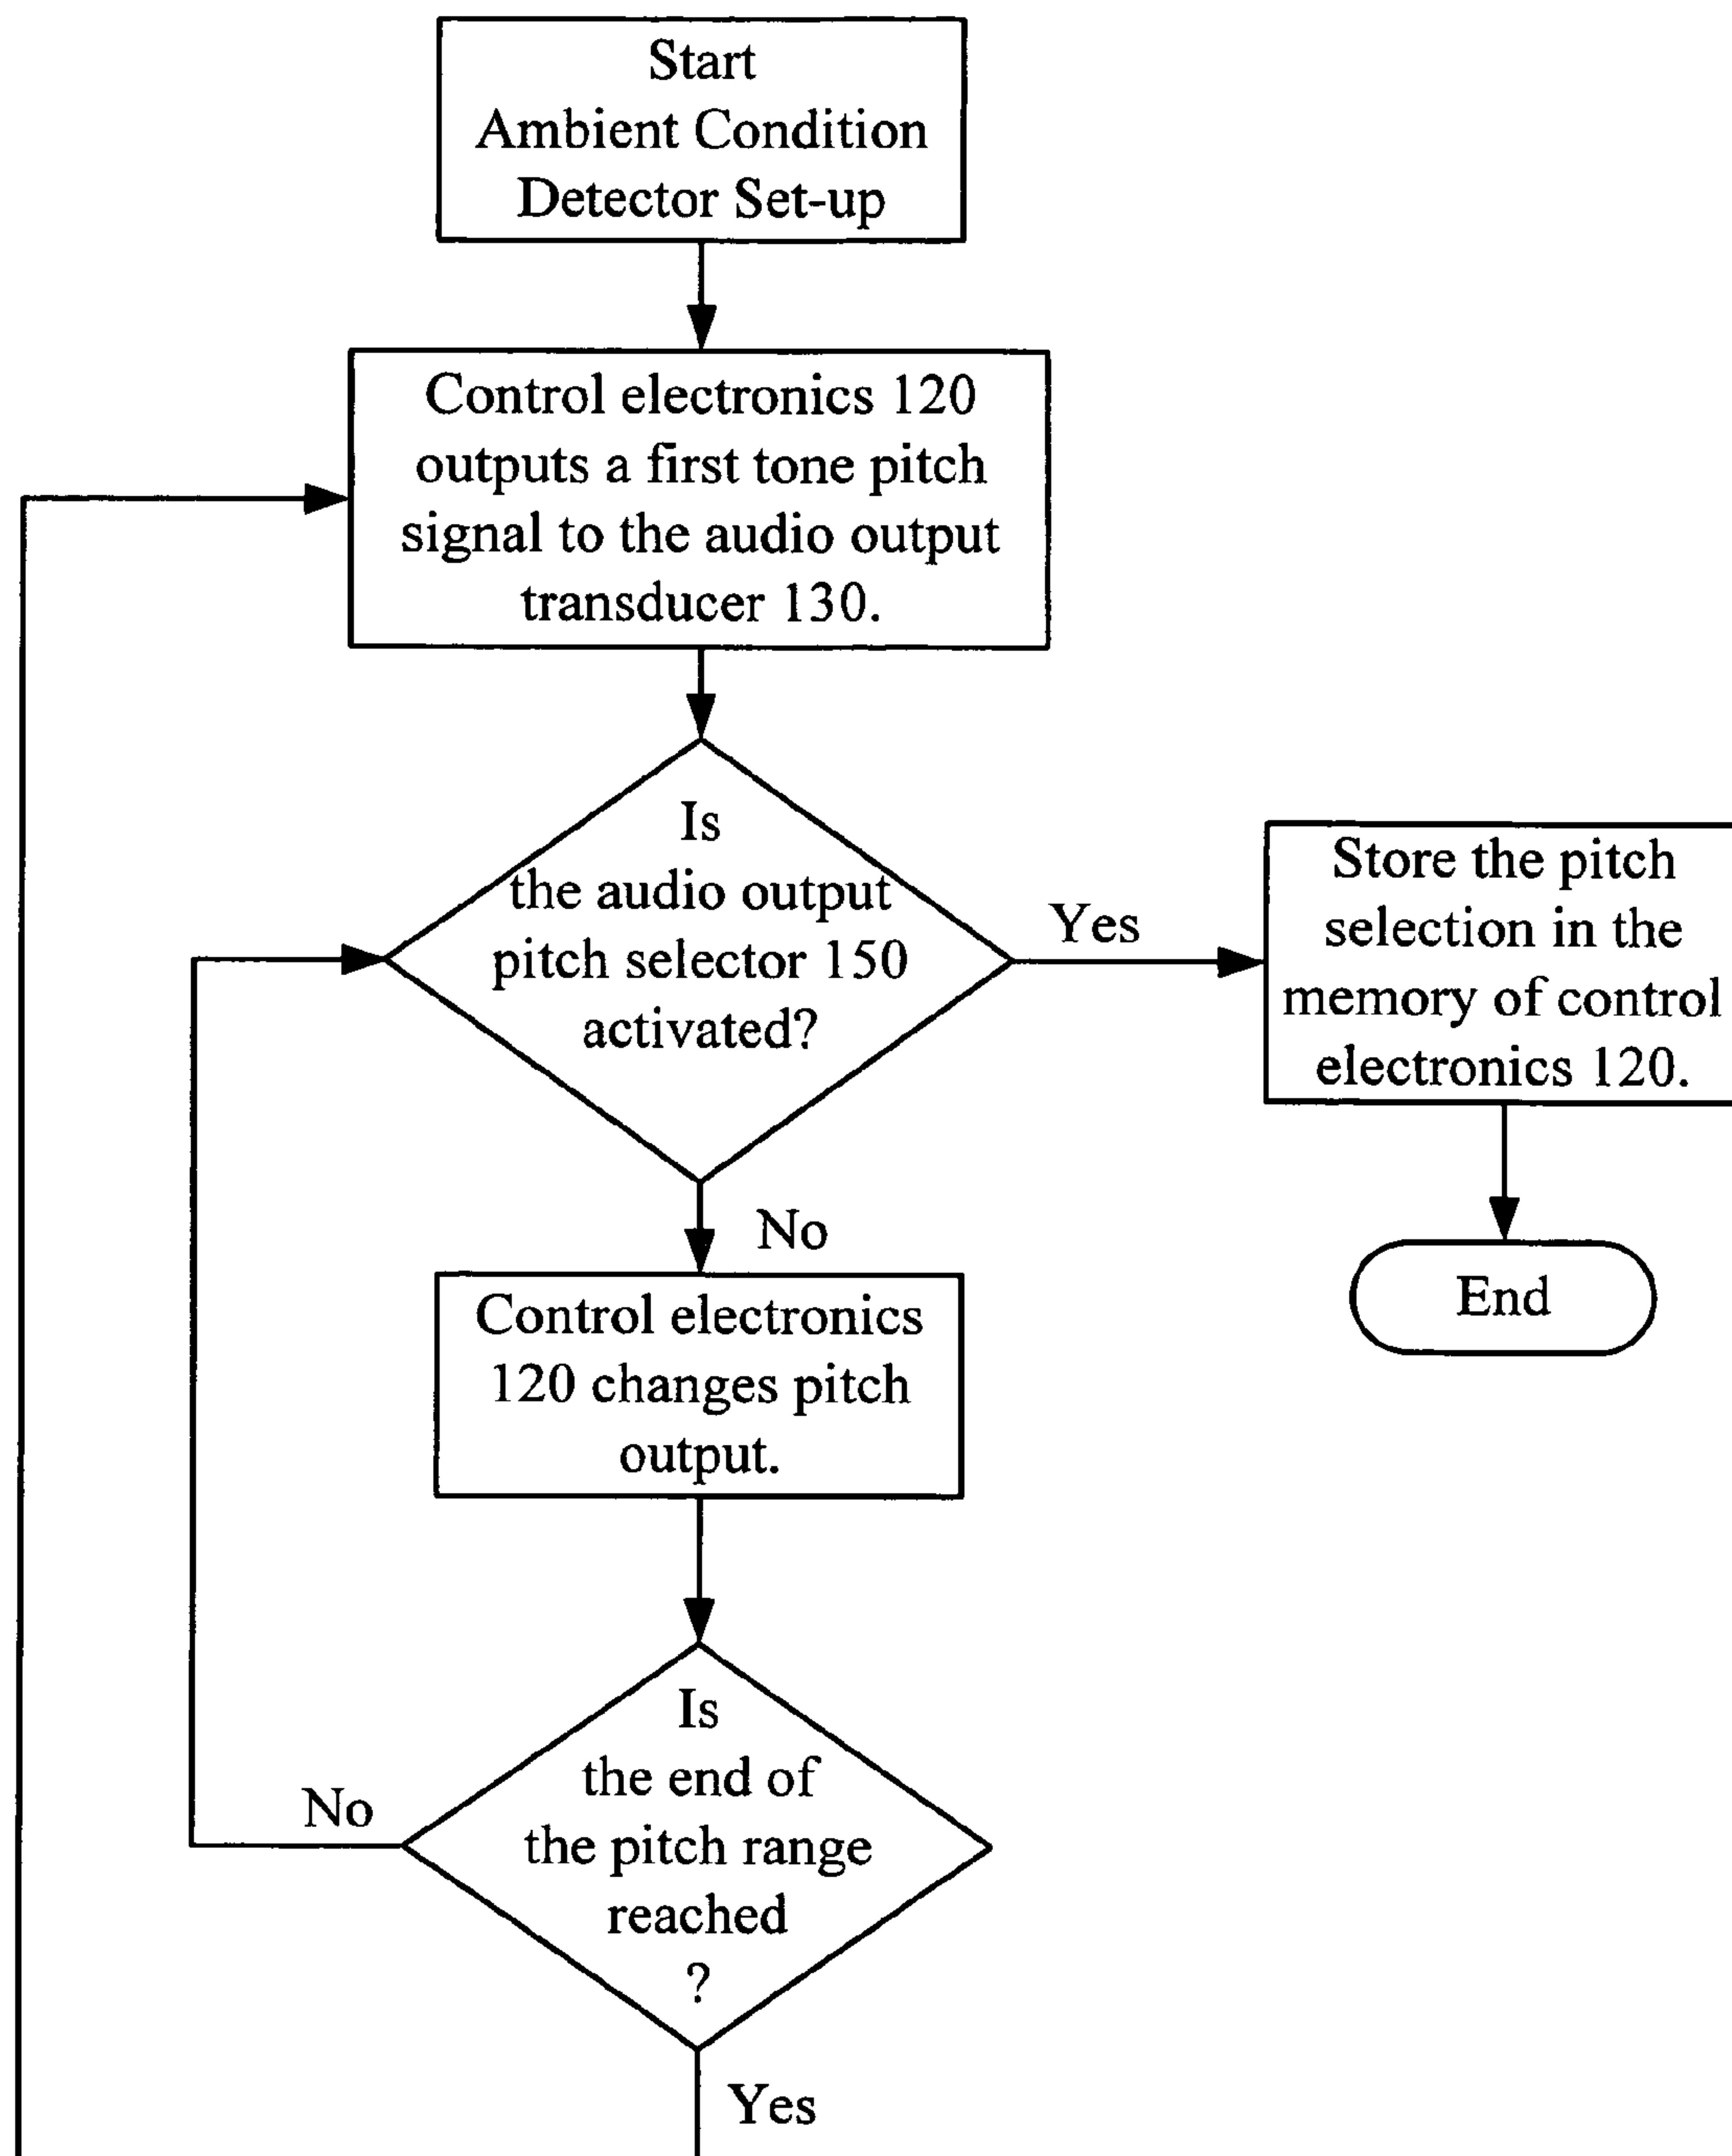 Start
Ambient Condition
Detector Set-up
Control electronics 120
outputs a first tone pitch
signal to the audio output
transducer 130.
Is
the audio output
pitch selector 150
activated?
Yes
Store the pitch
selection in the
memory of control
electronics 120.
No
End
Control electronics
120 changes pitch
output.
Is
the end of
the pitch range
reached
?
No
Yes